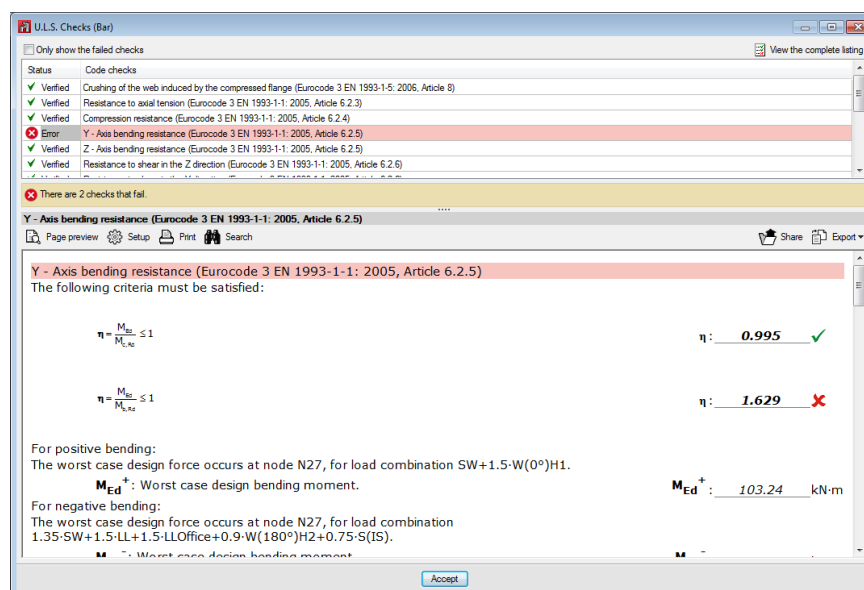 U.L.S. Checks (Bar)
Only show the failed checks
View the complete listing
Status Code checks
Verified Crushing of the web induced by the compressed flange (Eurocode 3 EN 1993-1-5: 2006, Article 8)
Verified Resistance to axial tension (Eurocode 3 EN 1993-1-1: 2005, Article 6.2.3)
Verified Compression resistance (Eurocode 3 EN 1993-1-1: 2005, Article 6.2.4)
Error Y - Axis bending resistance (Eurocode 3 EN 1993-1-1: 2005, Article 6.2.5)
Verified Z - Axis bending resistance (Eurocode 3 EN 1993-1-1: 2005, Article 6.2.5)
Verified Resistance to shear in the Z direction (Eurocode 3 EN 1993-1-1: 2005, Article 6.2.6)
There are 2 checks that fail.
Y - Axis bending resistance (Eurocode 3 EN 1993-1-1: 2005, Article 6.2.5)
Page preview Setup Print Search Share Export
Y - Axis bending resistance (Eurocode 3 EN 1993-1-1: 2005, Article 6.2.5)
The following criteria must be satisfied:
η = M_Ed / M_c,Rd ≤ 1 η : 0.995
η = M_Ed / M_b,Rd ≤ 1 η : 1.629
For positive bending:
The worst case design force occurs at node N27, for load combination SW+1.5·W(0°)H1.
M_Ed^+: Worst case design bending moment. M_Ed^+ : 103.24 kN·m
For negative bending:
The worst case design force occurs at node N27, for load combination
1.35·SW+1.5·LL+1.5·LLOffice+0.9·W(180°)H2+0.75·S(IS).
Accept